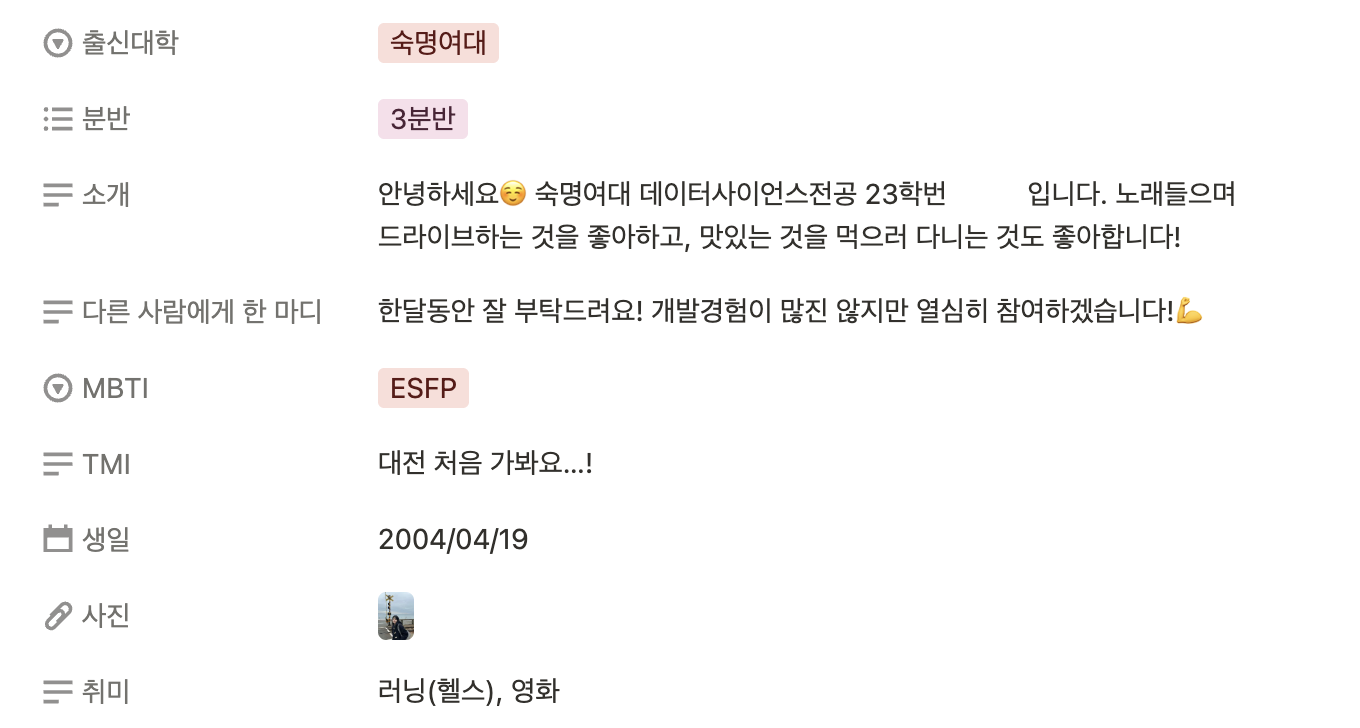 출신대학 숙명여대
분반 3분반
소개 안녕하세요☺️ 숙명여대 데이터사이언스전공 23학번 입니다. 노래들으며
드라이브하는 것을 좋아하고, 맛있는 것을 먹으러 다니는 것도 좋아합니다!
다른 사람에게 한 마디 한달동안 잘 부탁드려요! 개발경험이 많진 않지만 열심히 참여하겠습니다!💪
MBTI ESFP
TMI 대전 처음 가봐요...!
생일 2004/04/19
사진
취미 러닝(헬스), 영화